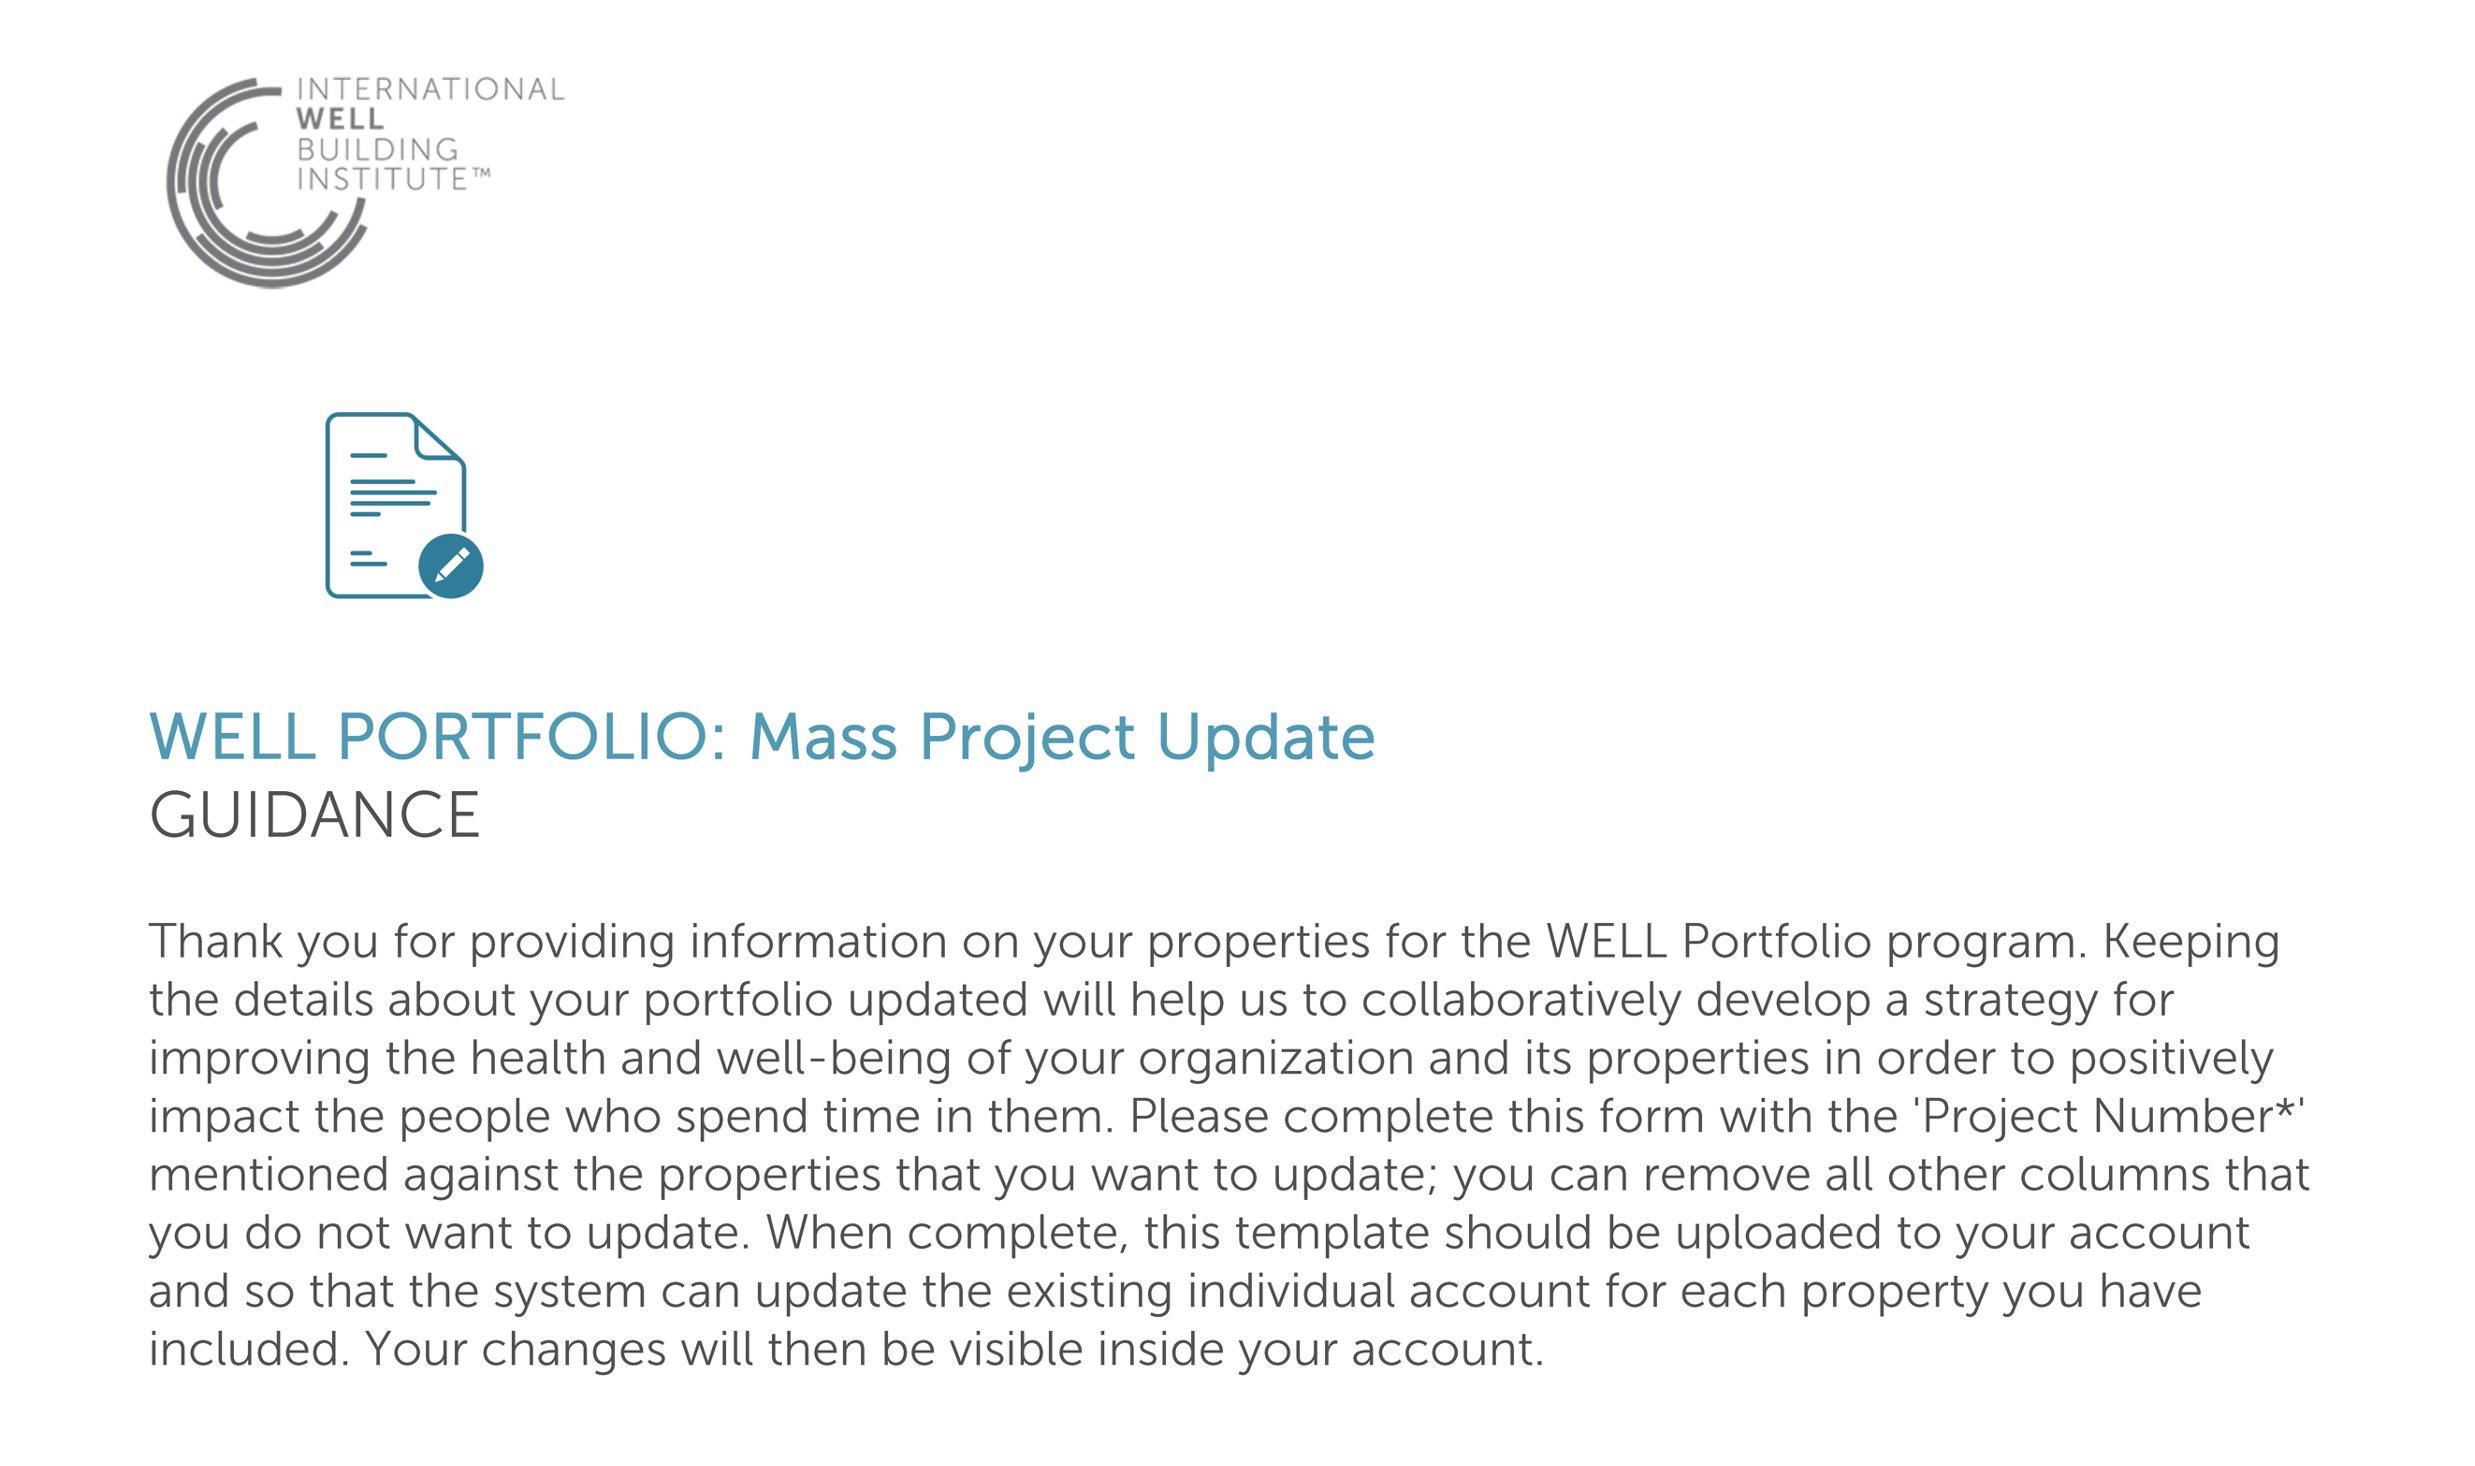 INTERNATIONAL
WELL
BUILDING
INSTITUTE™
WELL PORTFOLIO: Mass Project Update
GUIDANCE
Thank you for providing information on your properties for the WELL Portfolio program. Keeping
the details about your portfolio updated will help us to collaboratively develop a strategy for
improving the health and well-being of your organization and its properties in order to positively
impact the people who spend time in them. Please complete this form with the 'Project Number*'
mentioned against the properties that you want to update; you can remove all other columns that
you do not want to update. When complete, this template should be uploaded to your account
and so that the system can update the existing individual account for each property you have
included. Your changes will then be visible inside your account.